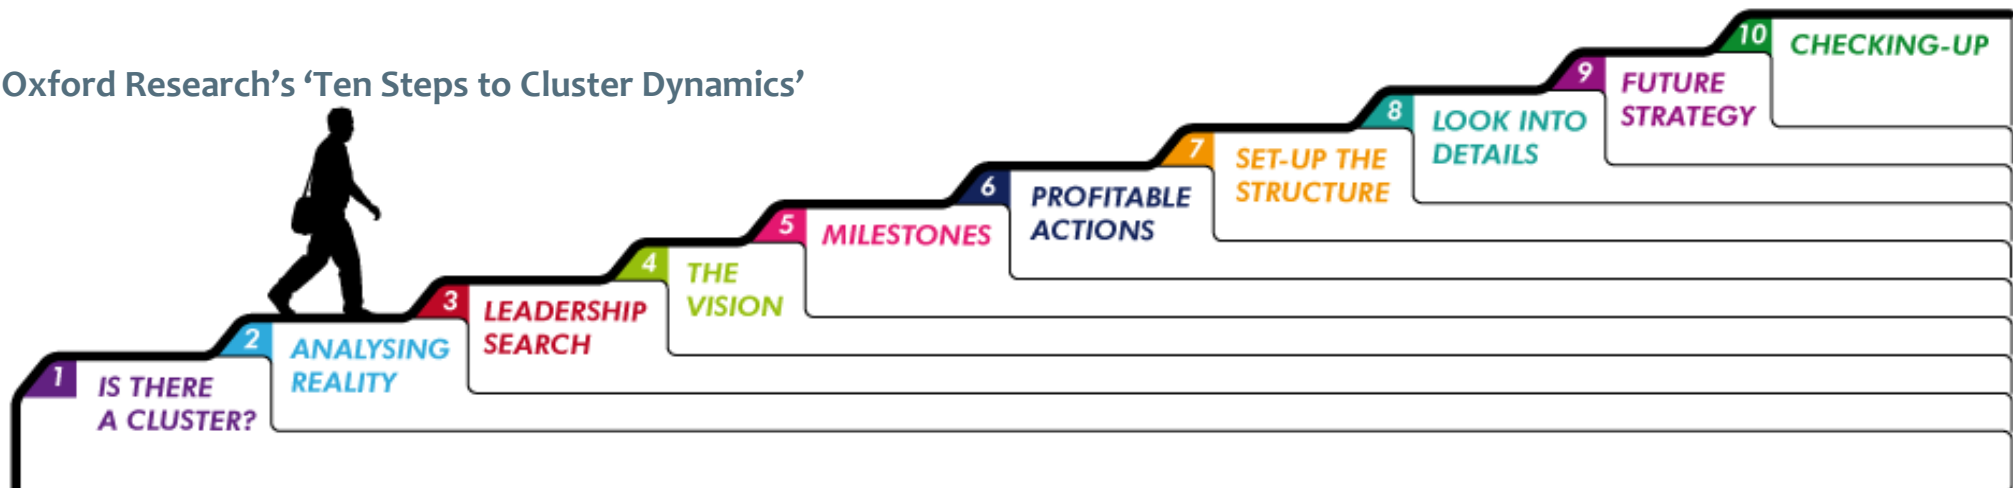 Oxford Research's ‘Ten Steps to Cluster Dynamics’
1
IS THERE
A CLUSTER?
2
ANALYSING
REALITY
3
LEADERSHIP
SEARCH
4
THE
VISION
5
MILESTONES
6
PROFITABLE
ACTIONS
7
SET-UP THE
STRUCTURE
8
LOOK INTO
DETAILS
9
FUTURE
STRATEGY
10
CHECKING-UP